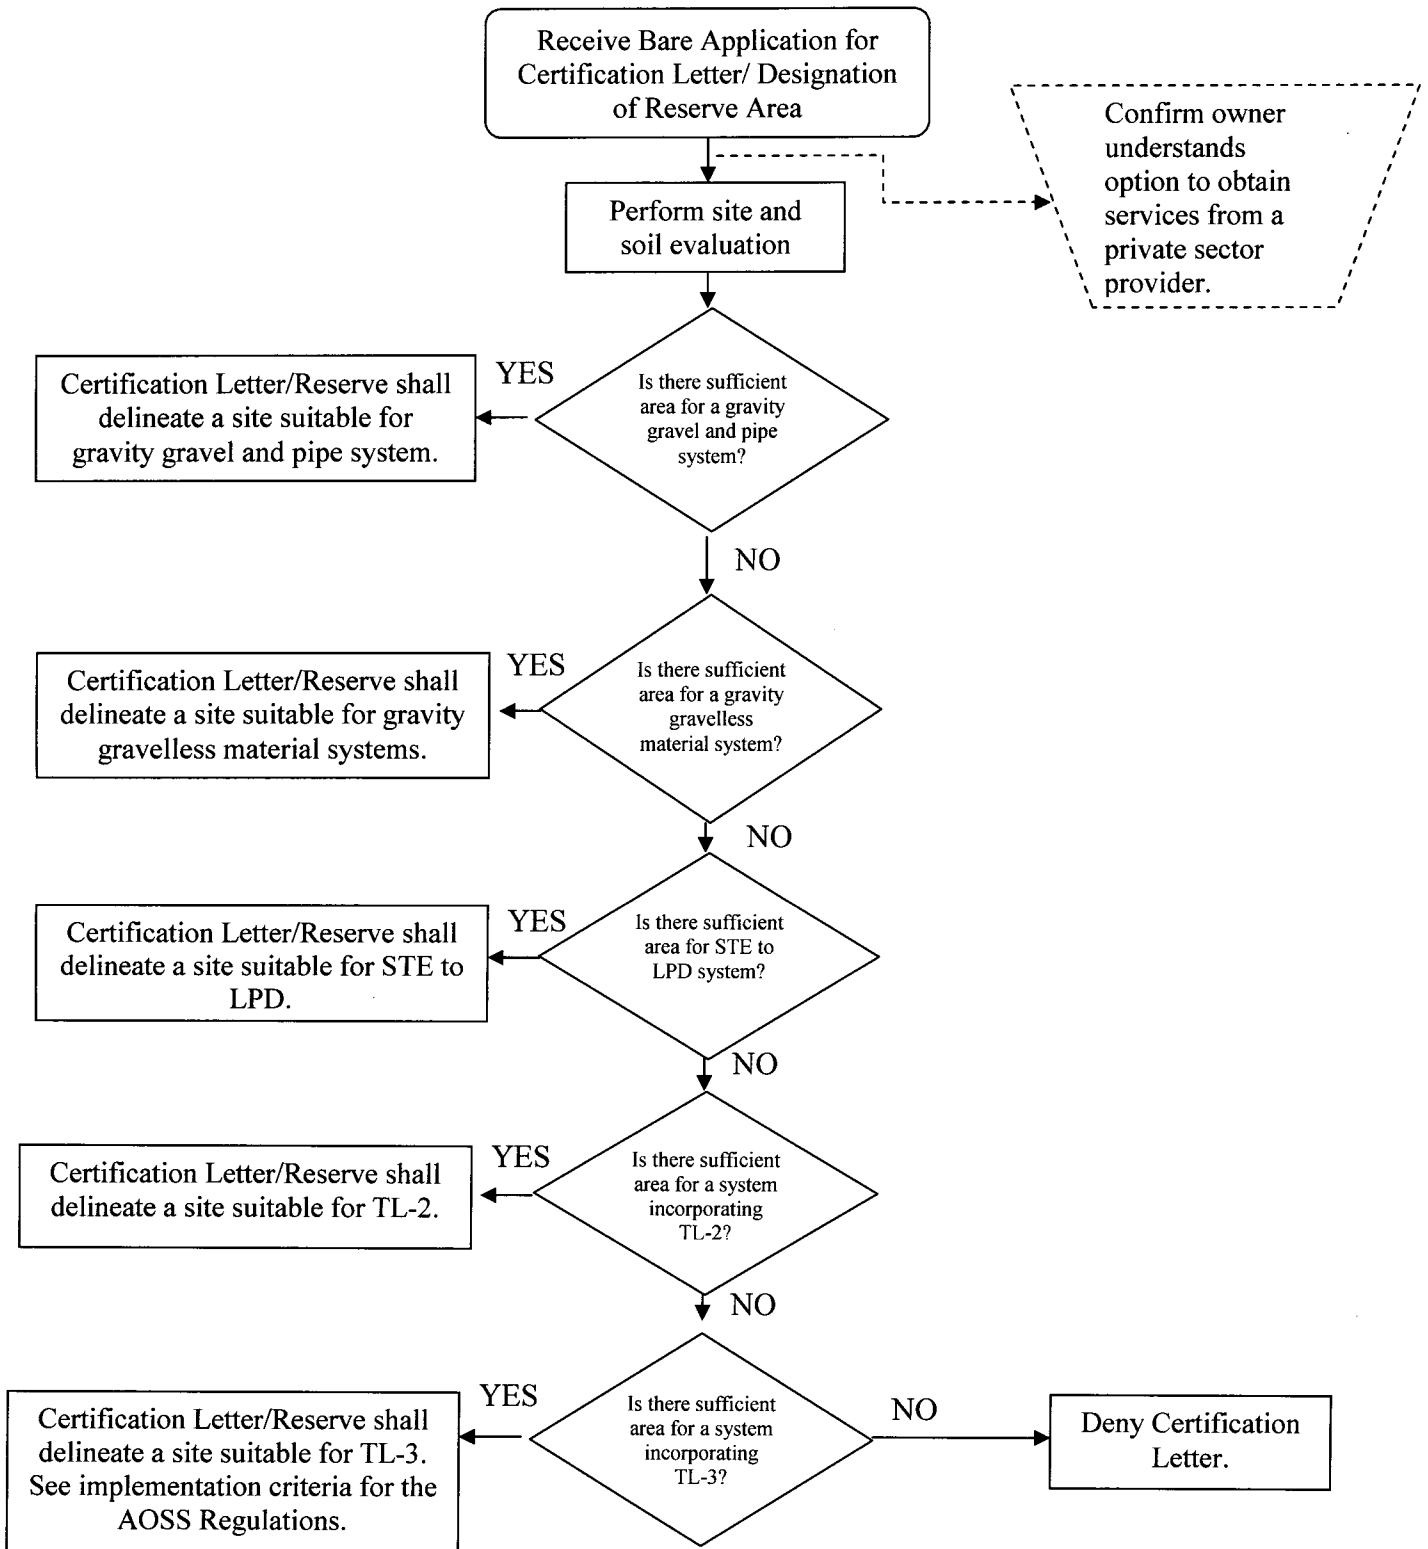 Receive Bare Application for
Certification Letter/ Designation
of Reserve Area
Confirm owner
understands
option to obtain
services from a
private sector
provider.
Perform site and
soil evaluation
Is there sufficient
area for a gravity
gravel and pipe
system?
YES
Certification Letter/Reserve shall
delineate a site suitable for
gravity gravel and pipe system.
NO
Is there sufficient
area for a gravity
gravelless
material system?
YES
Certification Letter/Reserve shall
delineate a site suitable for gravity
gravelless material systems.
NO
Is there sufficient
area for STE to
LPD system?
YES
Certification Letter/Reserve shall
delineate a site suitable for STE to
LPD.
NO
Is there sufficient
area for a system
incorporating
TL-2?
YES
Certification Letter/Reserve shall
delineate a site suitable for TL-2.
NO
Is there sufficient
area for a system
incorporating
TL-3?
YES
Certification Letter/Reserve shall
delineate a site suitable for TL-3.
See implementation criteria for the
AOSS Regulations.
NO
Deny Certification
Letter.